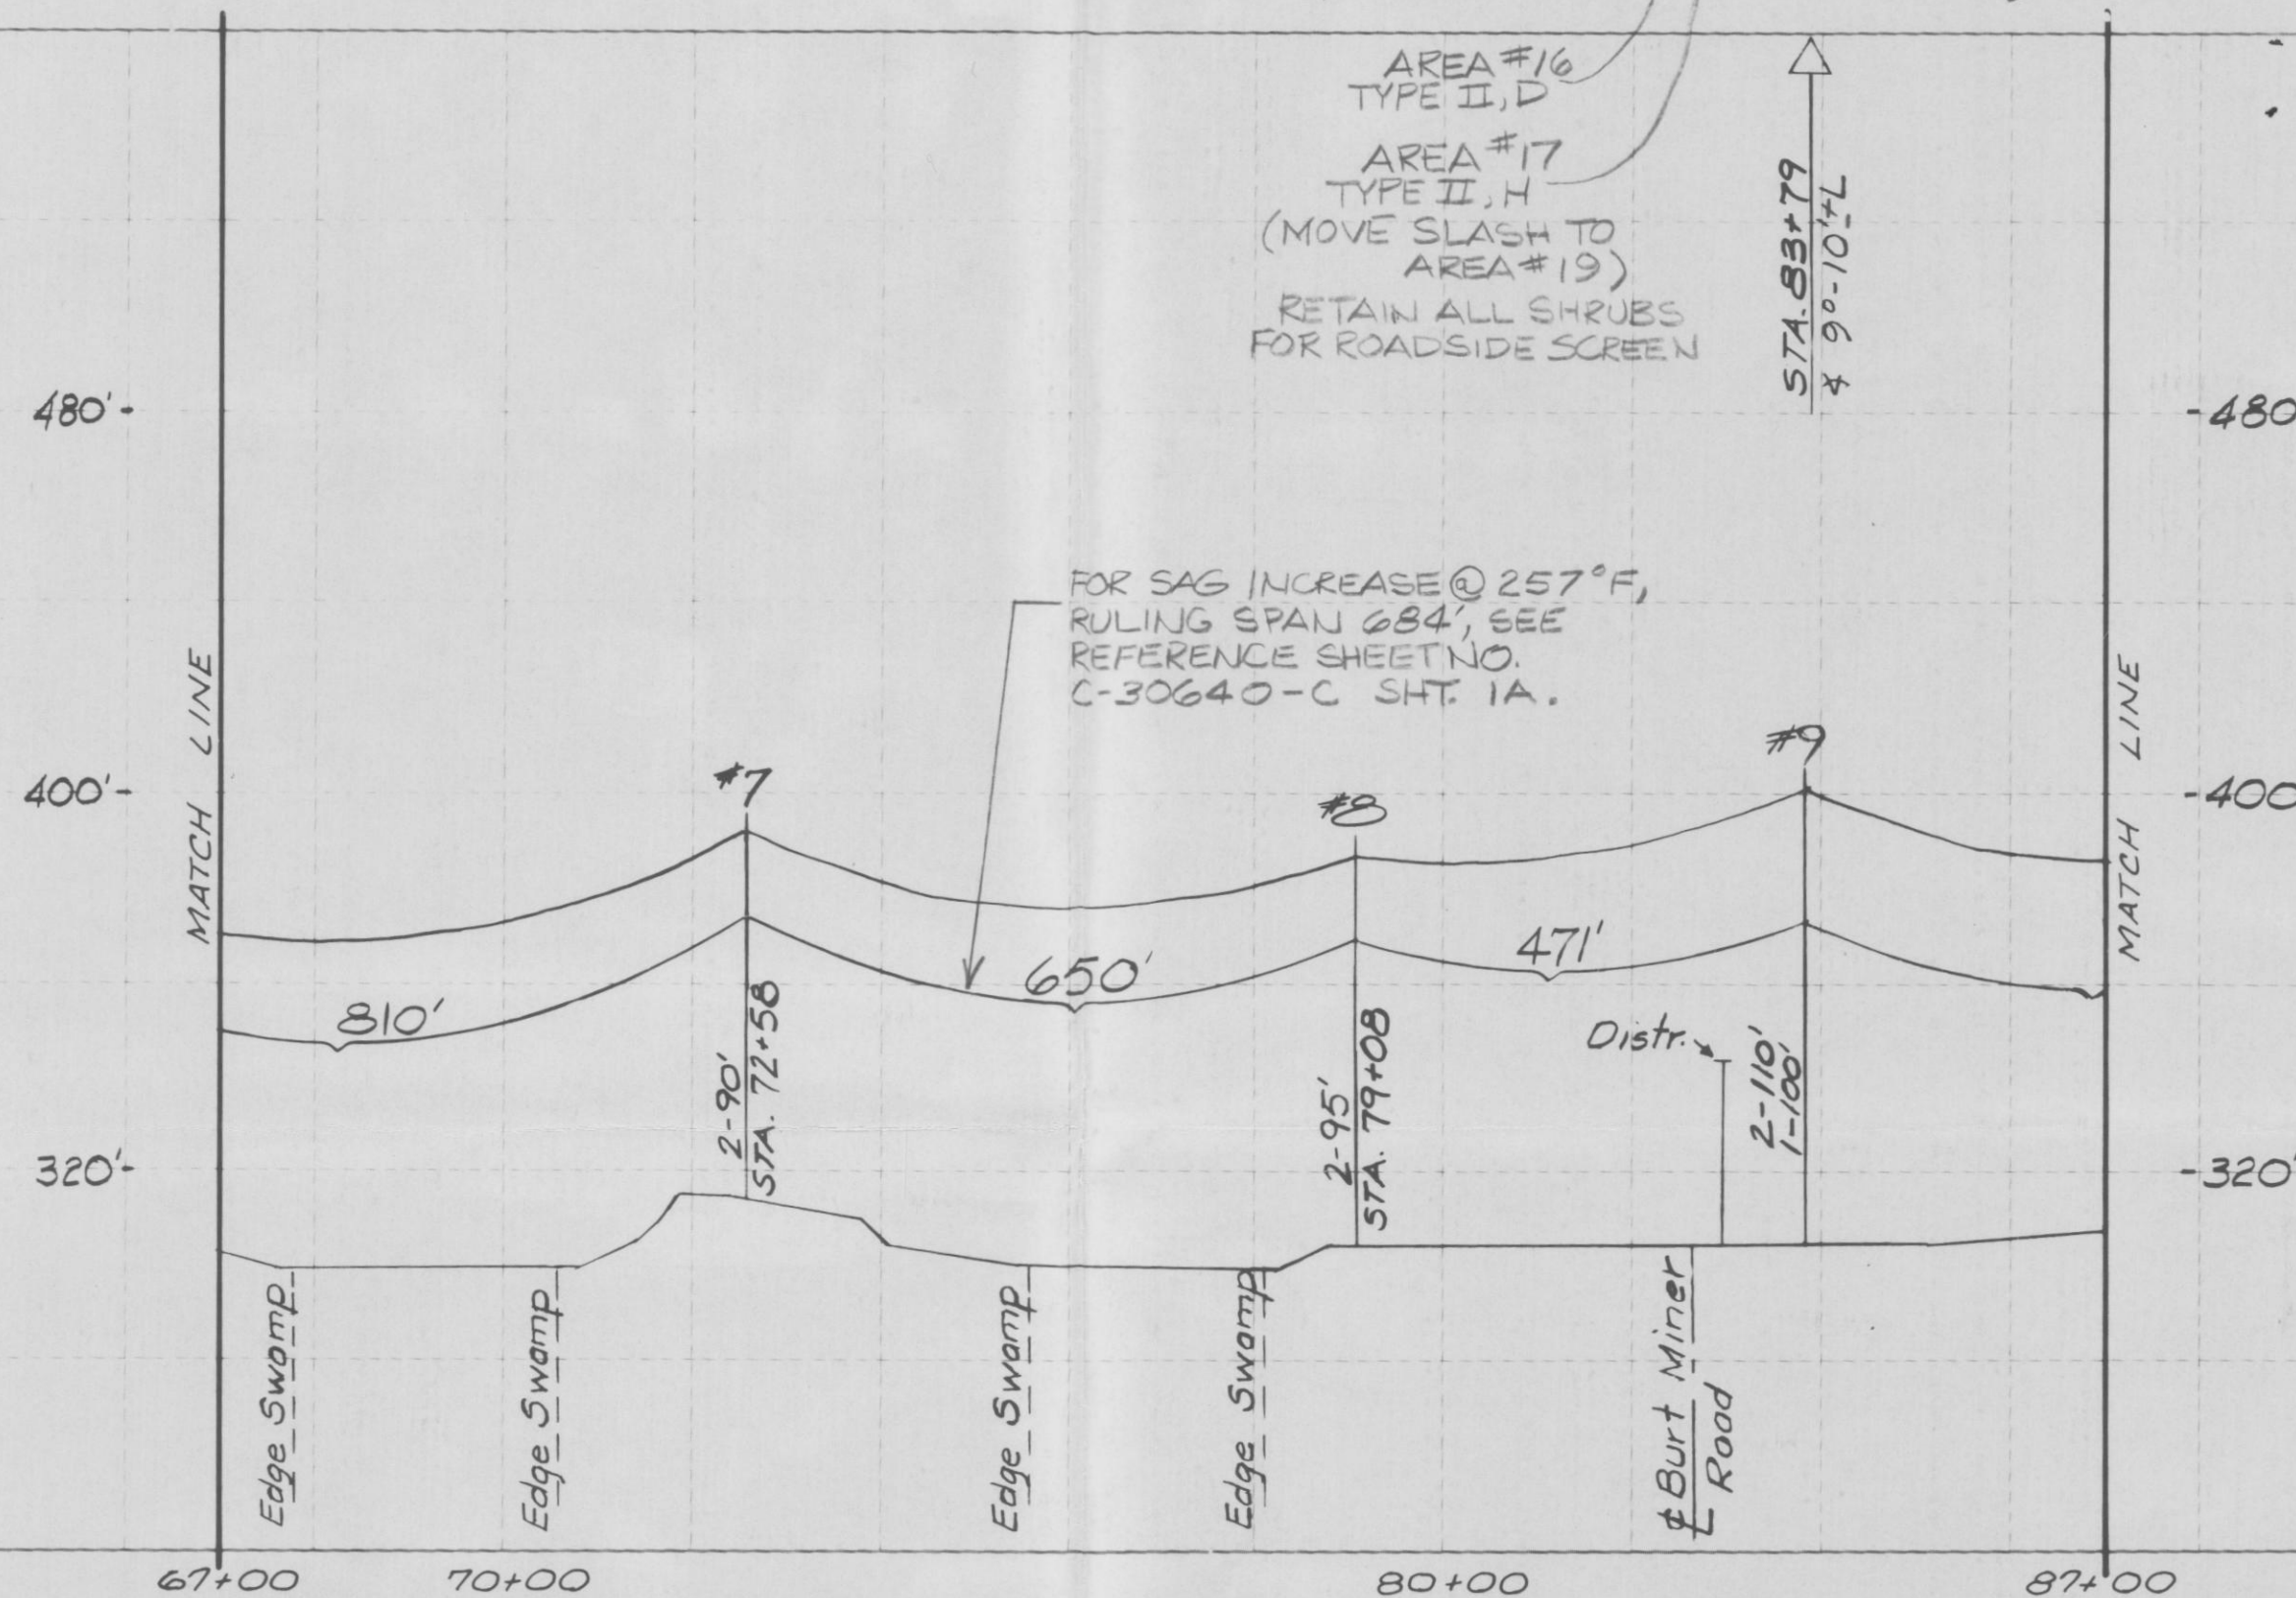 AREA #16
TYPE II, D
AREA #17
TYPE II, H
(MOVE SLASH TO
AREA #19)
RETAIN ALL SHRUBS
FOR ROADSIDE SCREEN
STA. 83+79
∡ 9°-10'±L
480'-
-480
FOR SAG INCREASE @ 257°F,
RULING SPAN 684', SEE
REFERENCE SHEET NO.
C-30640-C SHT. 1A.
MATCH LINE
MATCH LINE
400'-
-400
#7
#8
#9
810'
650'
471'
2-90'
STA. 72+58
2-95'
STA. 79+08
Distr.
2-110'
1-100'
320'-
-320'
Edge Swamp
Edge Swamp
Edge Swamp
Edge Swamp
℄ Burt Miner
Road
67+00
70+00
80+00
87+00